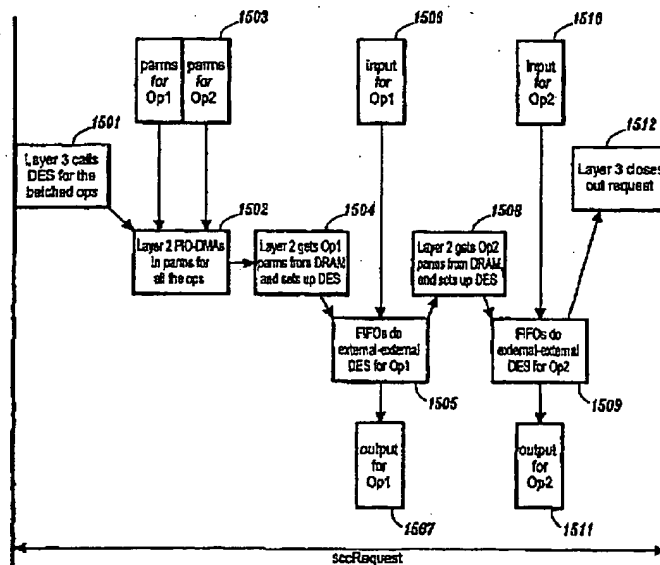 1503
parms for Op1
parms for Op2
1506
input for Op1
1510
input for Op2
1501
Layer 3 calls
DES for the
batched ops
1502
Layer 2 PIO-DMAs
in parms for
all the ops
1504
Layer 2 gets Op1
parms from DRAM,
and sets up DES
1508
Layer 2 gets Op2
parms from DRAM,
and sets up DES
1512
Layer 3 closes
out request
FIFOs do
external-external
DES for Op1
1505
FIFOs do
external-external
DES for Op2
1509
output for Op1
1507
output for Op2
1511
sccRequest